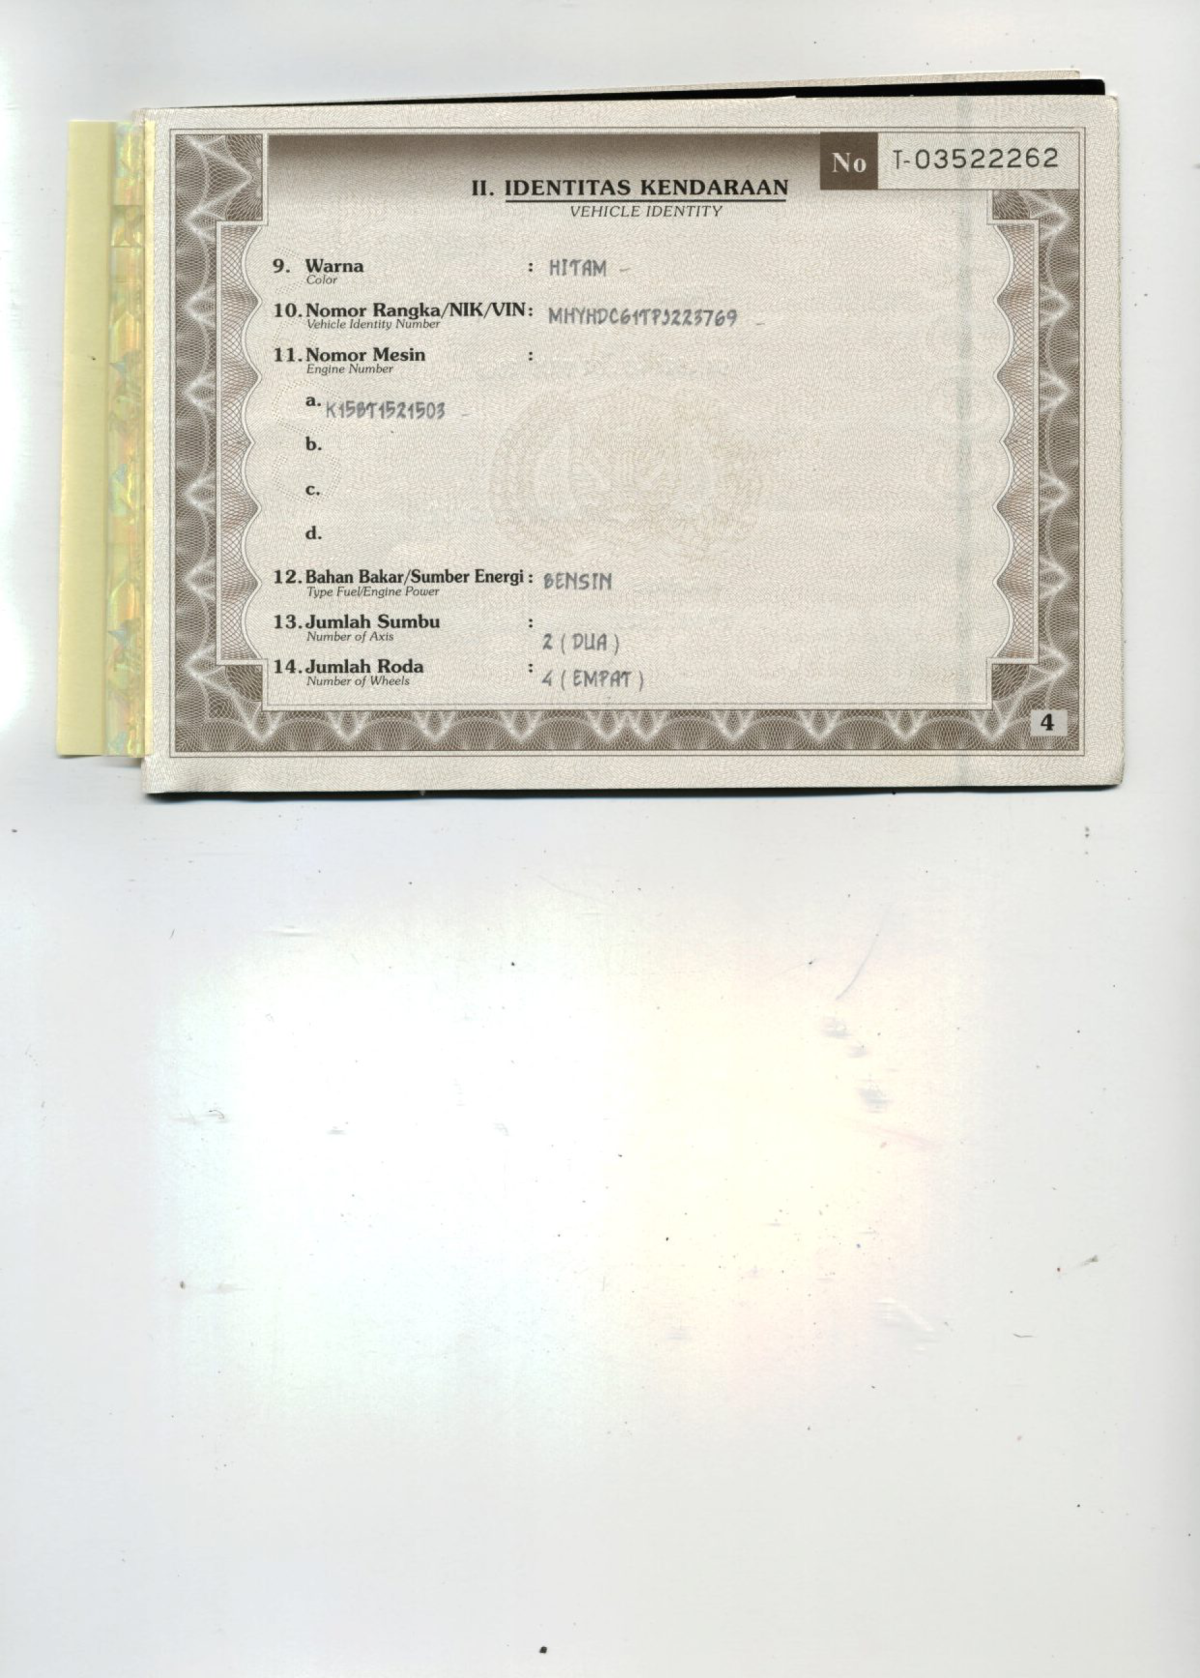 No T-03522262
II. IDENTITAS KENDARAAN
VEHICLE IDENTITY
9. Warna : HITAM -
Color
10. Nomor Rangka/NIK/VIN : MHYHDC61TPJ223769 -
Vehicle Identity Number
11. Nomor Mesin :
Engine Number
a. K15BT1521503 -
b.
c.
d.
12. Bahan Bakar/Sumber Energi : BENSIN
Type Fuel/Engine Power
13. Jumlah Sumbu : 2 ( DUA )
Number of Axis
14. Jumlah Roda : 4 ( EMPAT )
Number of Wheels
4